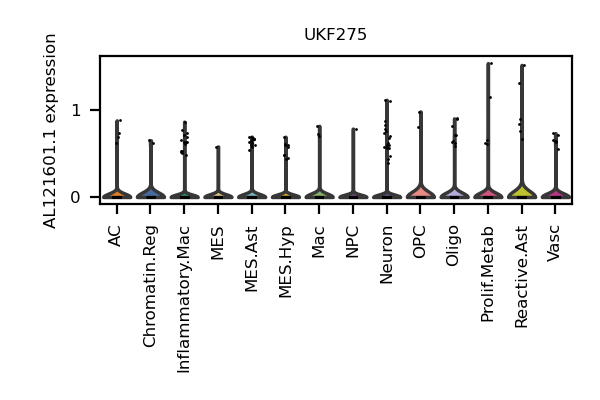 UKF275
AL121601.1 expression
1
0
AC
Chromatin.Reg
Inflammatory.Mac
MES
MES.Ast
MES.Hyp
Mac
NPC
Neuron
OPC
Oligo
Prolif.Metab
Reactive.Ast
Vasc